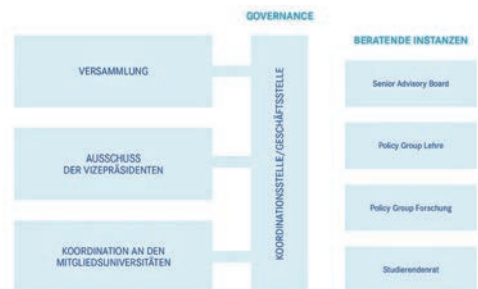 GOVERNANCE
VERSAMMLUNG
AUSSCHUSS
DER VIZEPRÄSIDENTEN
KOORDINATION AN DEN
MITGLIEDSUNIVERSITÄTEN
KOORDINATIONSSTELLE/GESCHÄFTSSTELLE
BERATENDE INSTANZEN
Senior Advisory Board
Policy Group Lehre
Policy Group Forschung
Studierendenrat